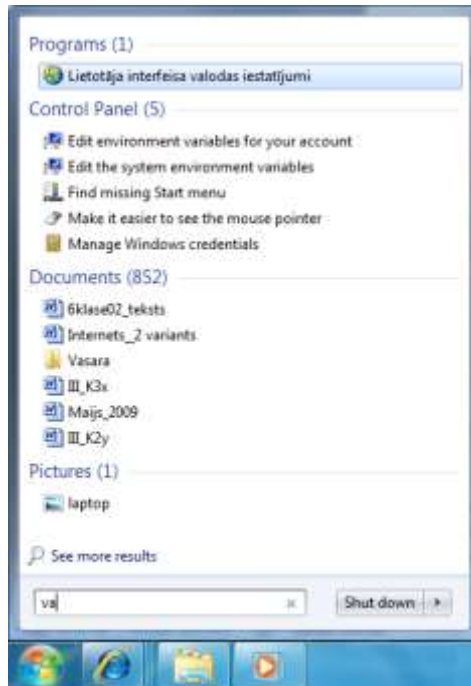 Programs (1)
Lietotāja interfeisa valodas iestatījumi
Control Panel (5)
Edit environment variables for your account
Edit the system environment variables
Find missing Start menu
Make it easier to see the mouse pointer
Manage Windows credentials
Documents (852)
6klase02_teksts
Internets_2 variants
Vasara
III_K3x
Maijs_2009
III_K2y
Pictures (1)
laptop
See more results
va
Shut down